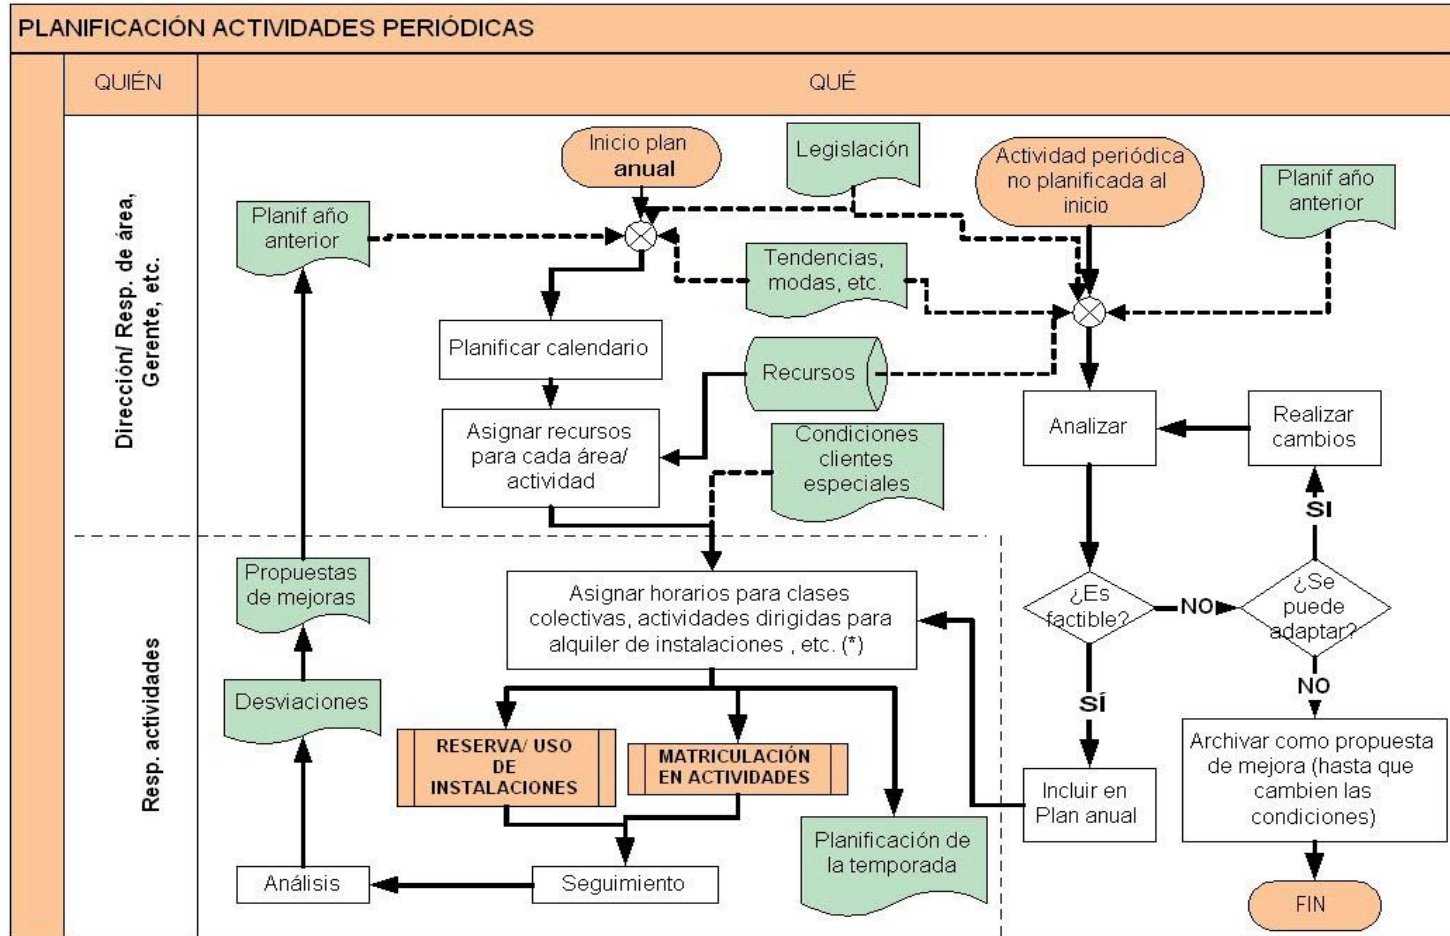 PLANIFICACIÓN ACTIVIDADES PERIÓDICAS
QUIÉN
QUÉ
Dirección/ Resp. de área,
Gerente, etc.
Inicio plan
anual
Legislación
Actividad periódica
no planificada al
inicio
Planif año
anterior
Planif año
anterior
Tendencias,
modas, etc.
Planificar calendario
Recursos
Asignar recursos
para cada área/
actividad
Condiciones
clientes
especiales
Analizar
Realizar
cambios
SI
Resp. actividades
Propuestas
de mejoras
Asignar horarios para clases
colectivas, actividades dirigidas para
alquiler de instalaciones , etc. (*)
¿Es
factible?
NO
¿Se
puede
adaptar?
NO
SÍ
Desviaciones
RESERVA/ USO
DE
INSTALACIONES
MATRICULACIÓN
EN ACTIVIDADES
Archivar como propuesta
de mejora (hasta que
cambien las
condiciones)
Incluir en
Plan anual
Planificación de
la temporada
Análisis
Seguimiento
FIN